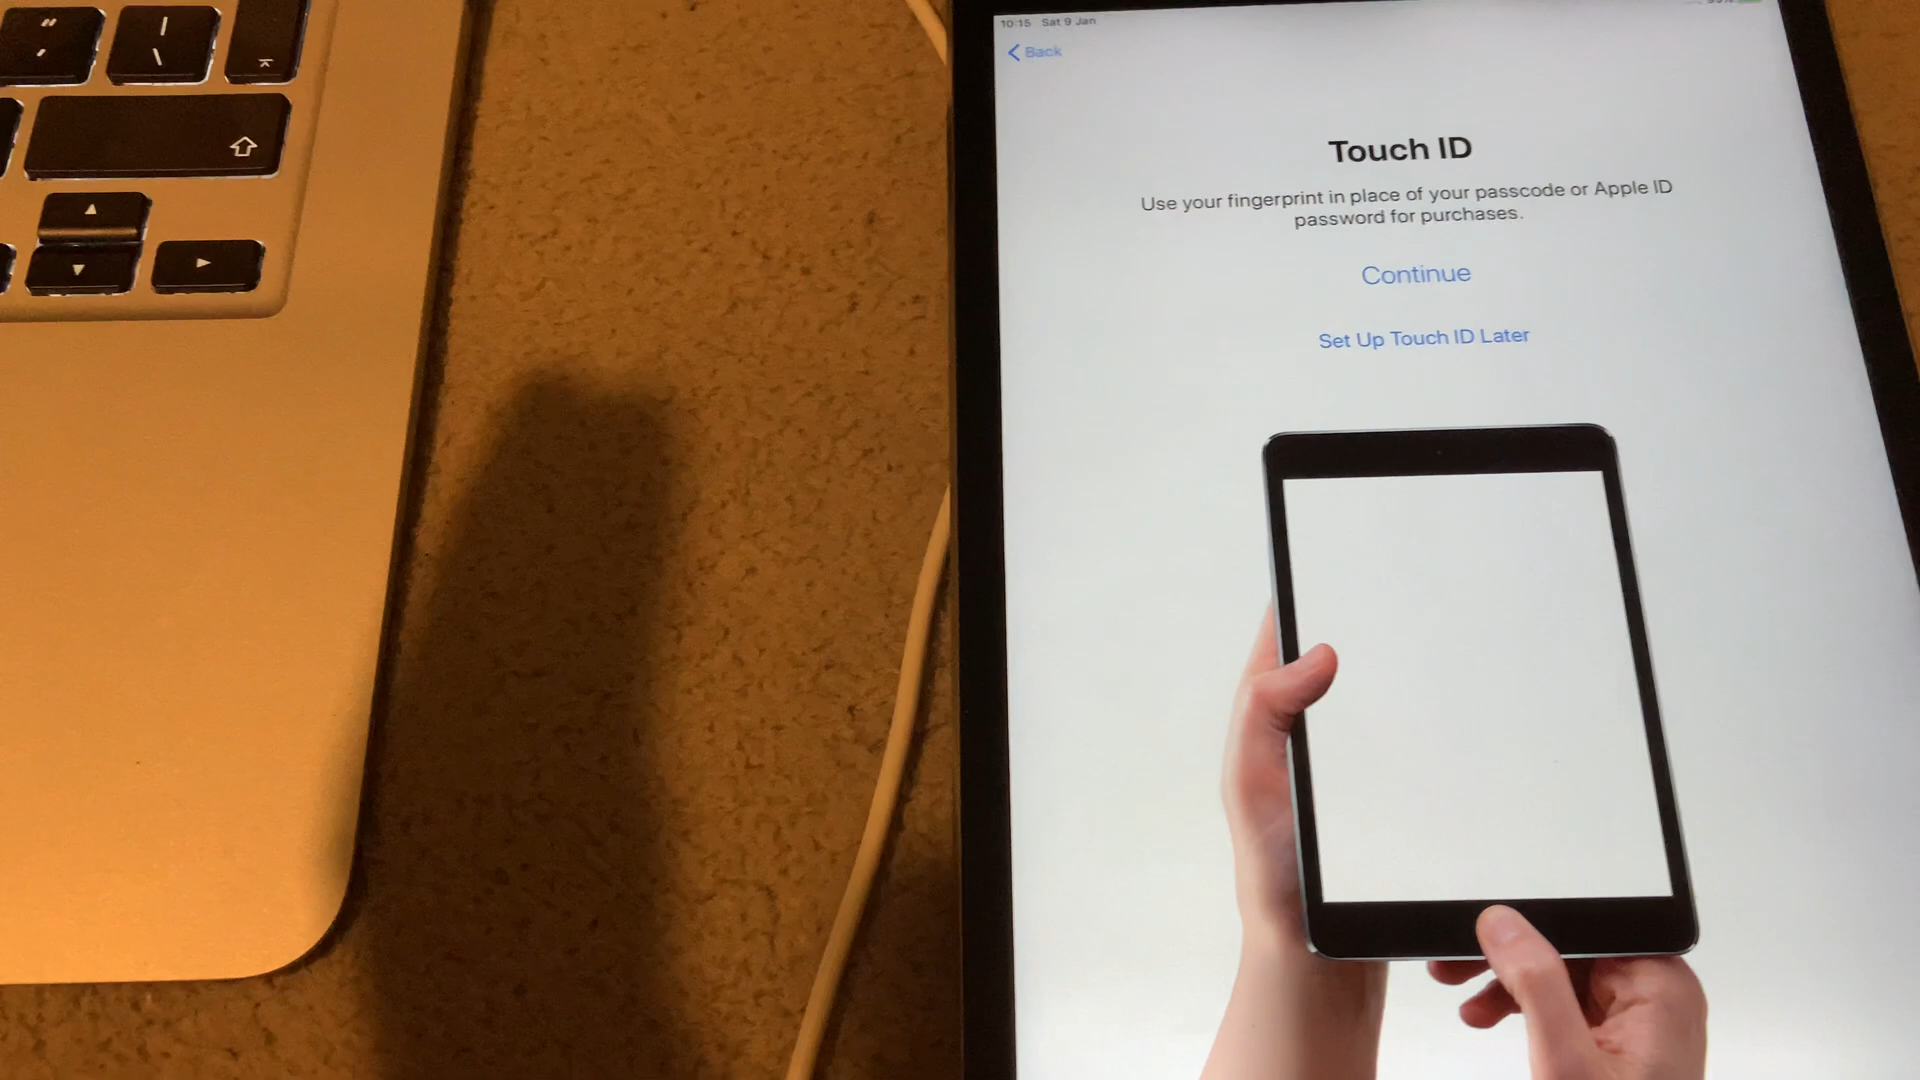 10:15 Sat 9 Jan
Back
Touch ID
Use your fingerprint in place of your passcode or Apple ID
password for purchases.
Continue
Set Up Touch ID Later